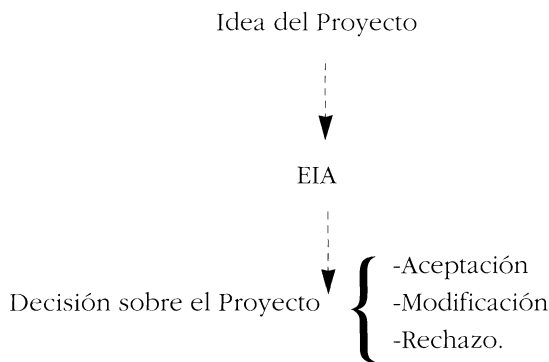 Idea del Proyecto
EIA
Decisión sobre el Proyecto
-Aceptación
-Modificación
-Rechazo.